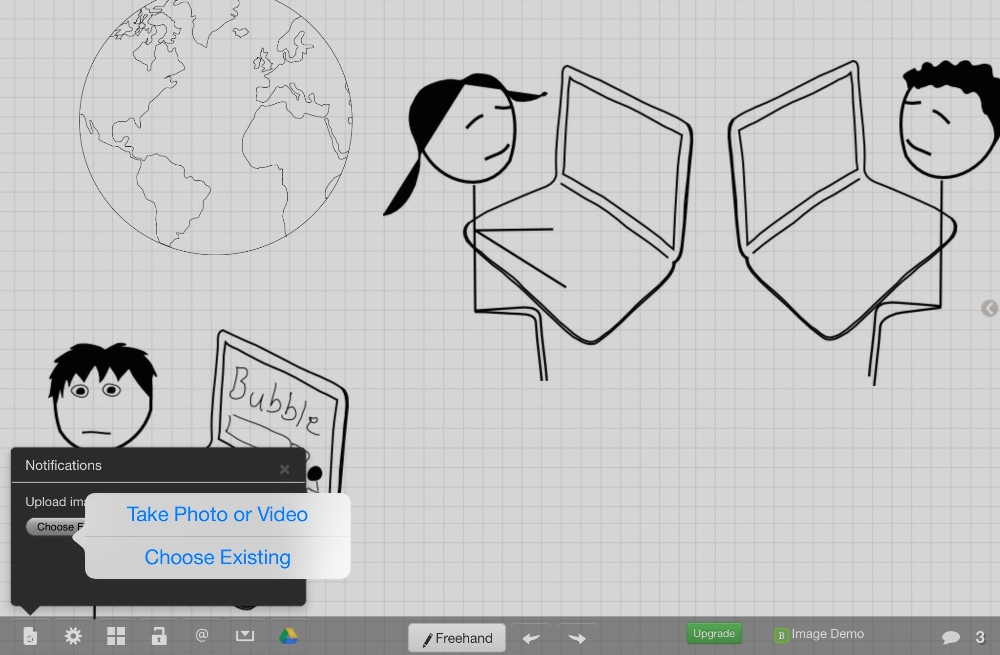 Bubble
Notifications
×
Upload ima
Choose F
Take Photo or Video
Choose Existing
@
Freehand
Upgrade
B Image Demo
3